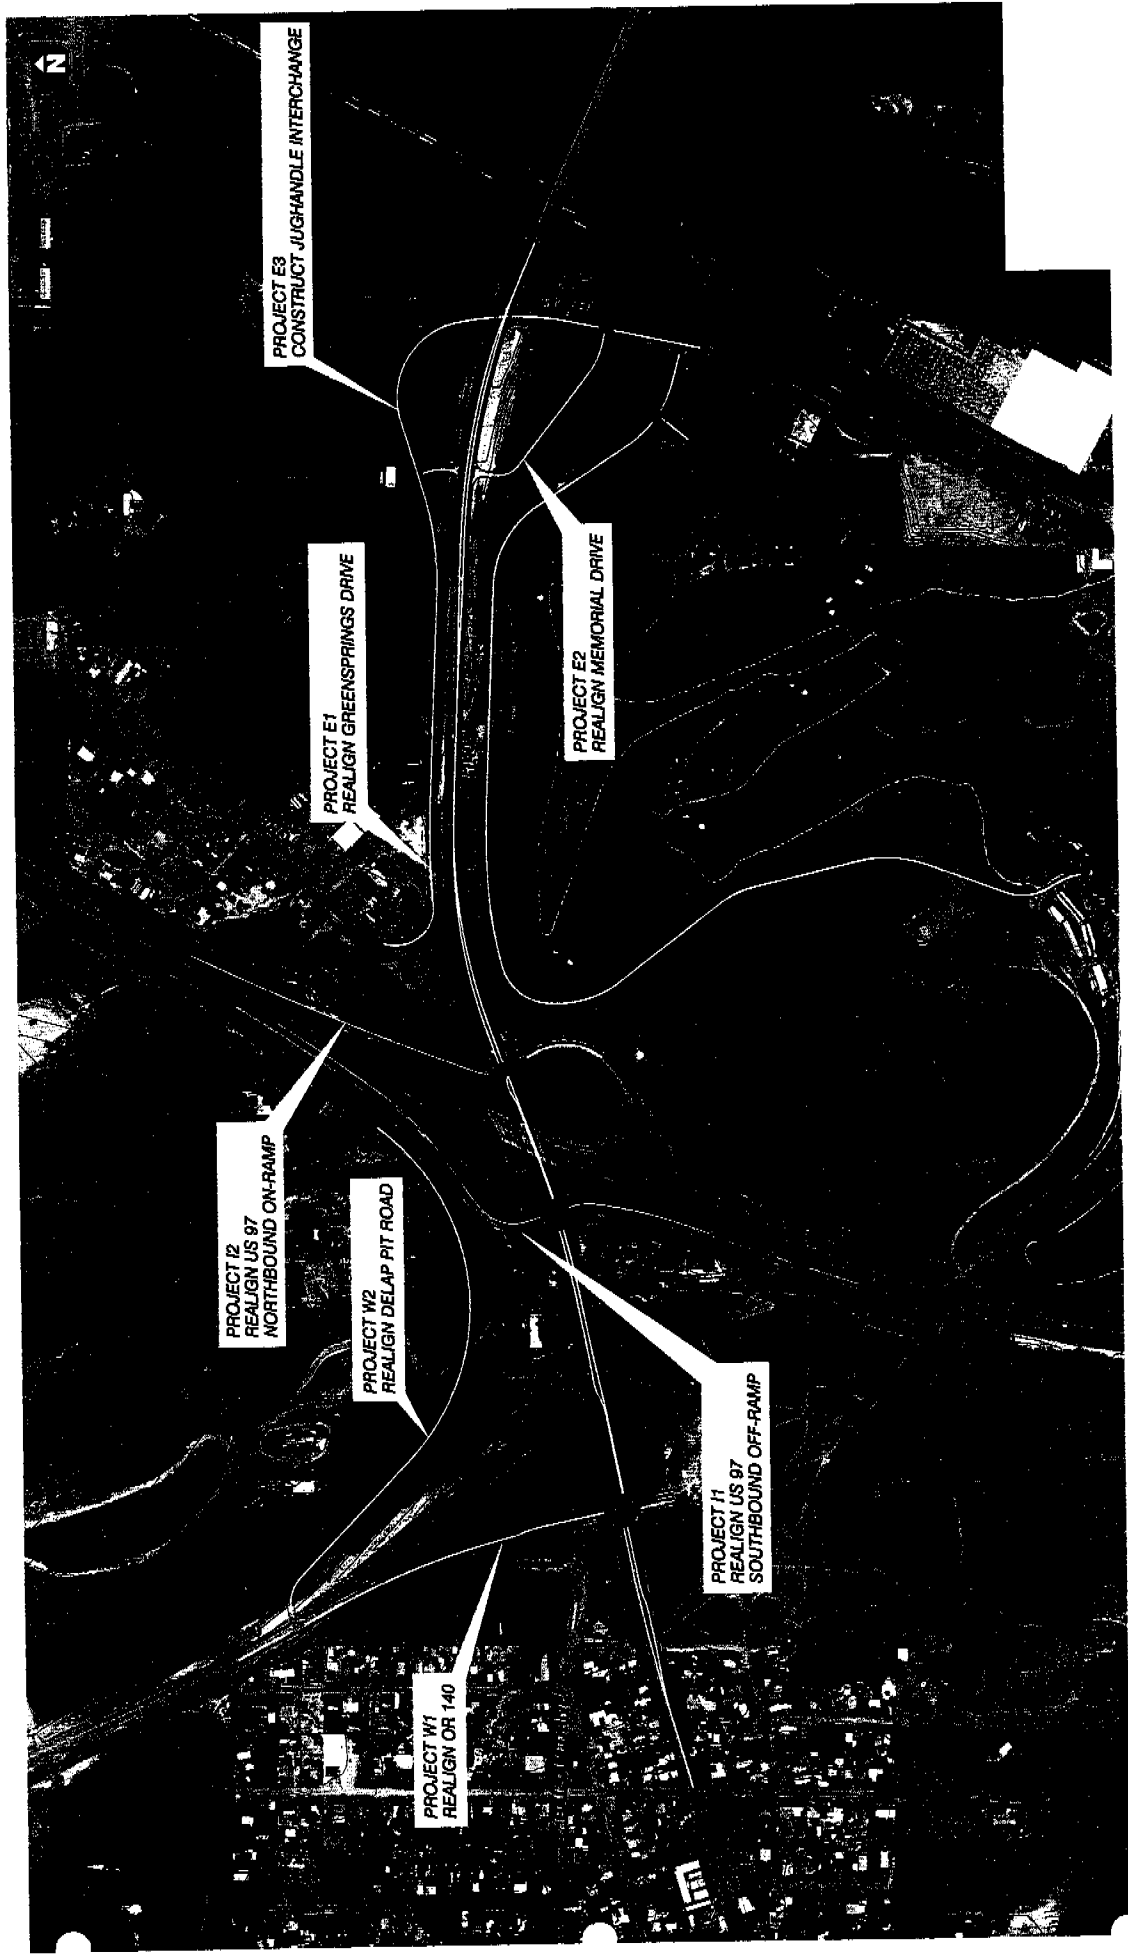 N
PROJECT E3
CONSTRUCT JUGHANDLE INTERCHANGE
PROJECT E1
REALIGN GREENSPRINGS DRIVE
PROJECT E2
REALIGN MEMORIAL DRIVE
PROJECT I2
REALIGN US 97
NORTHBOUND ON-RAMP
PROJECT W2
REALIGN DELAP PIT ROAD
PROJECT I1
REALIGN US 97
SOUTHBOUND OFF-RAMP
PROJECT W1
REALIGN OR 140